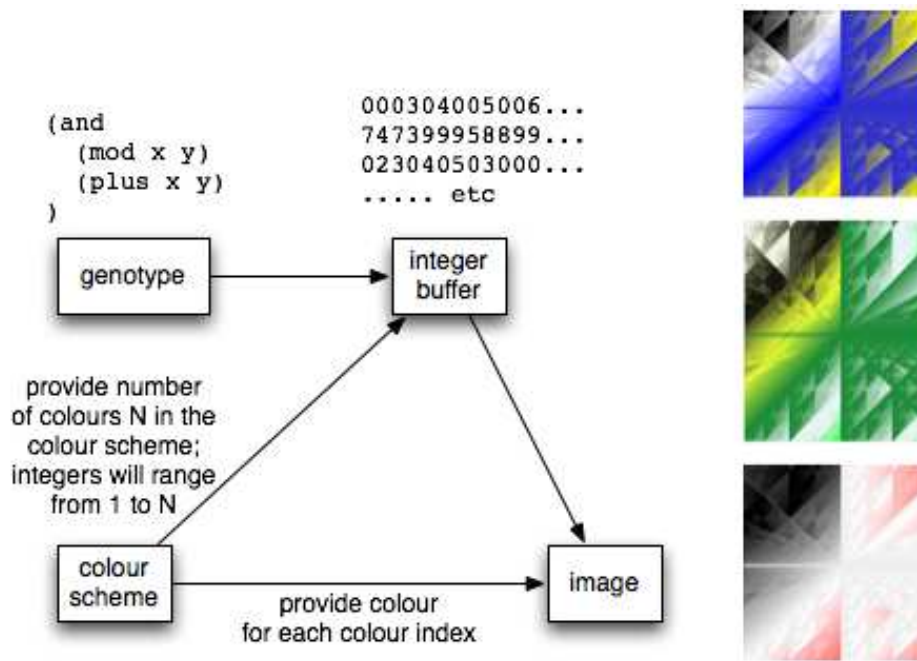 (and
(mod x y)
(plus x y)
)
000304005006...
747399958899...
023040503000...
..... etc
genotype
integer
buffer
provide number
of colours N in the
colour scheme;
integers will range
from 1 to N
colour
scheme
provide colour
for each colour index
image